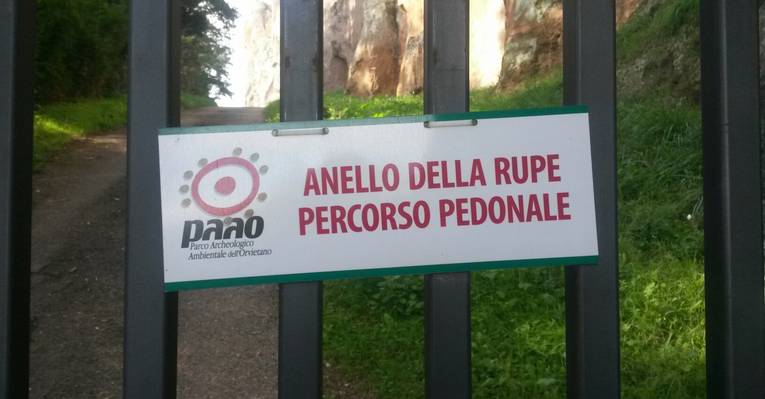 ANELLO DELLA RUPE
PERCORSO PEDONALE
PAAO
Parco Archeologico
Ambientale dell'Orvietano